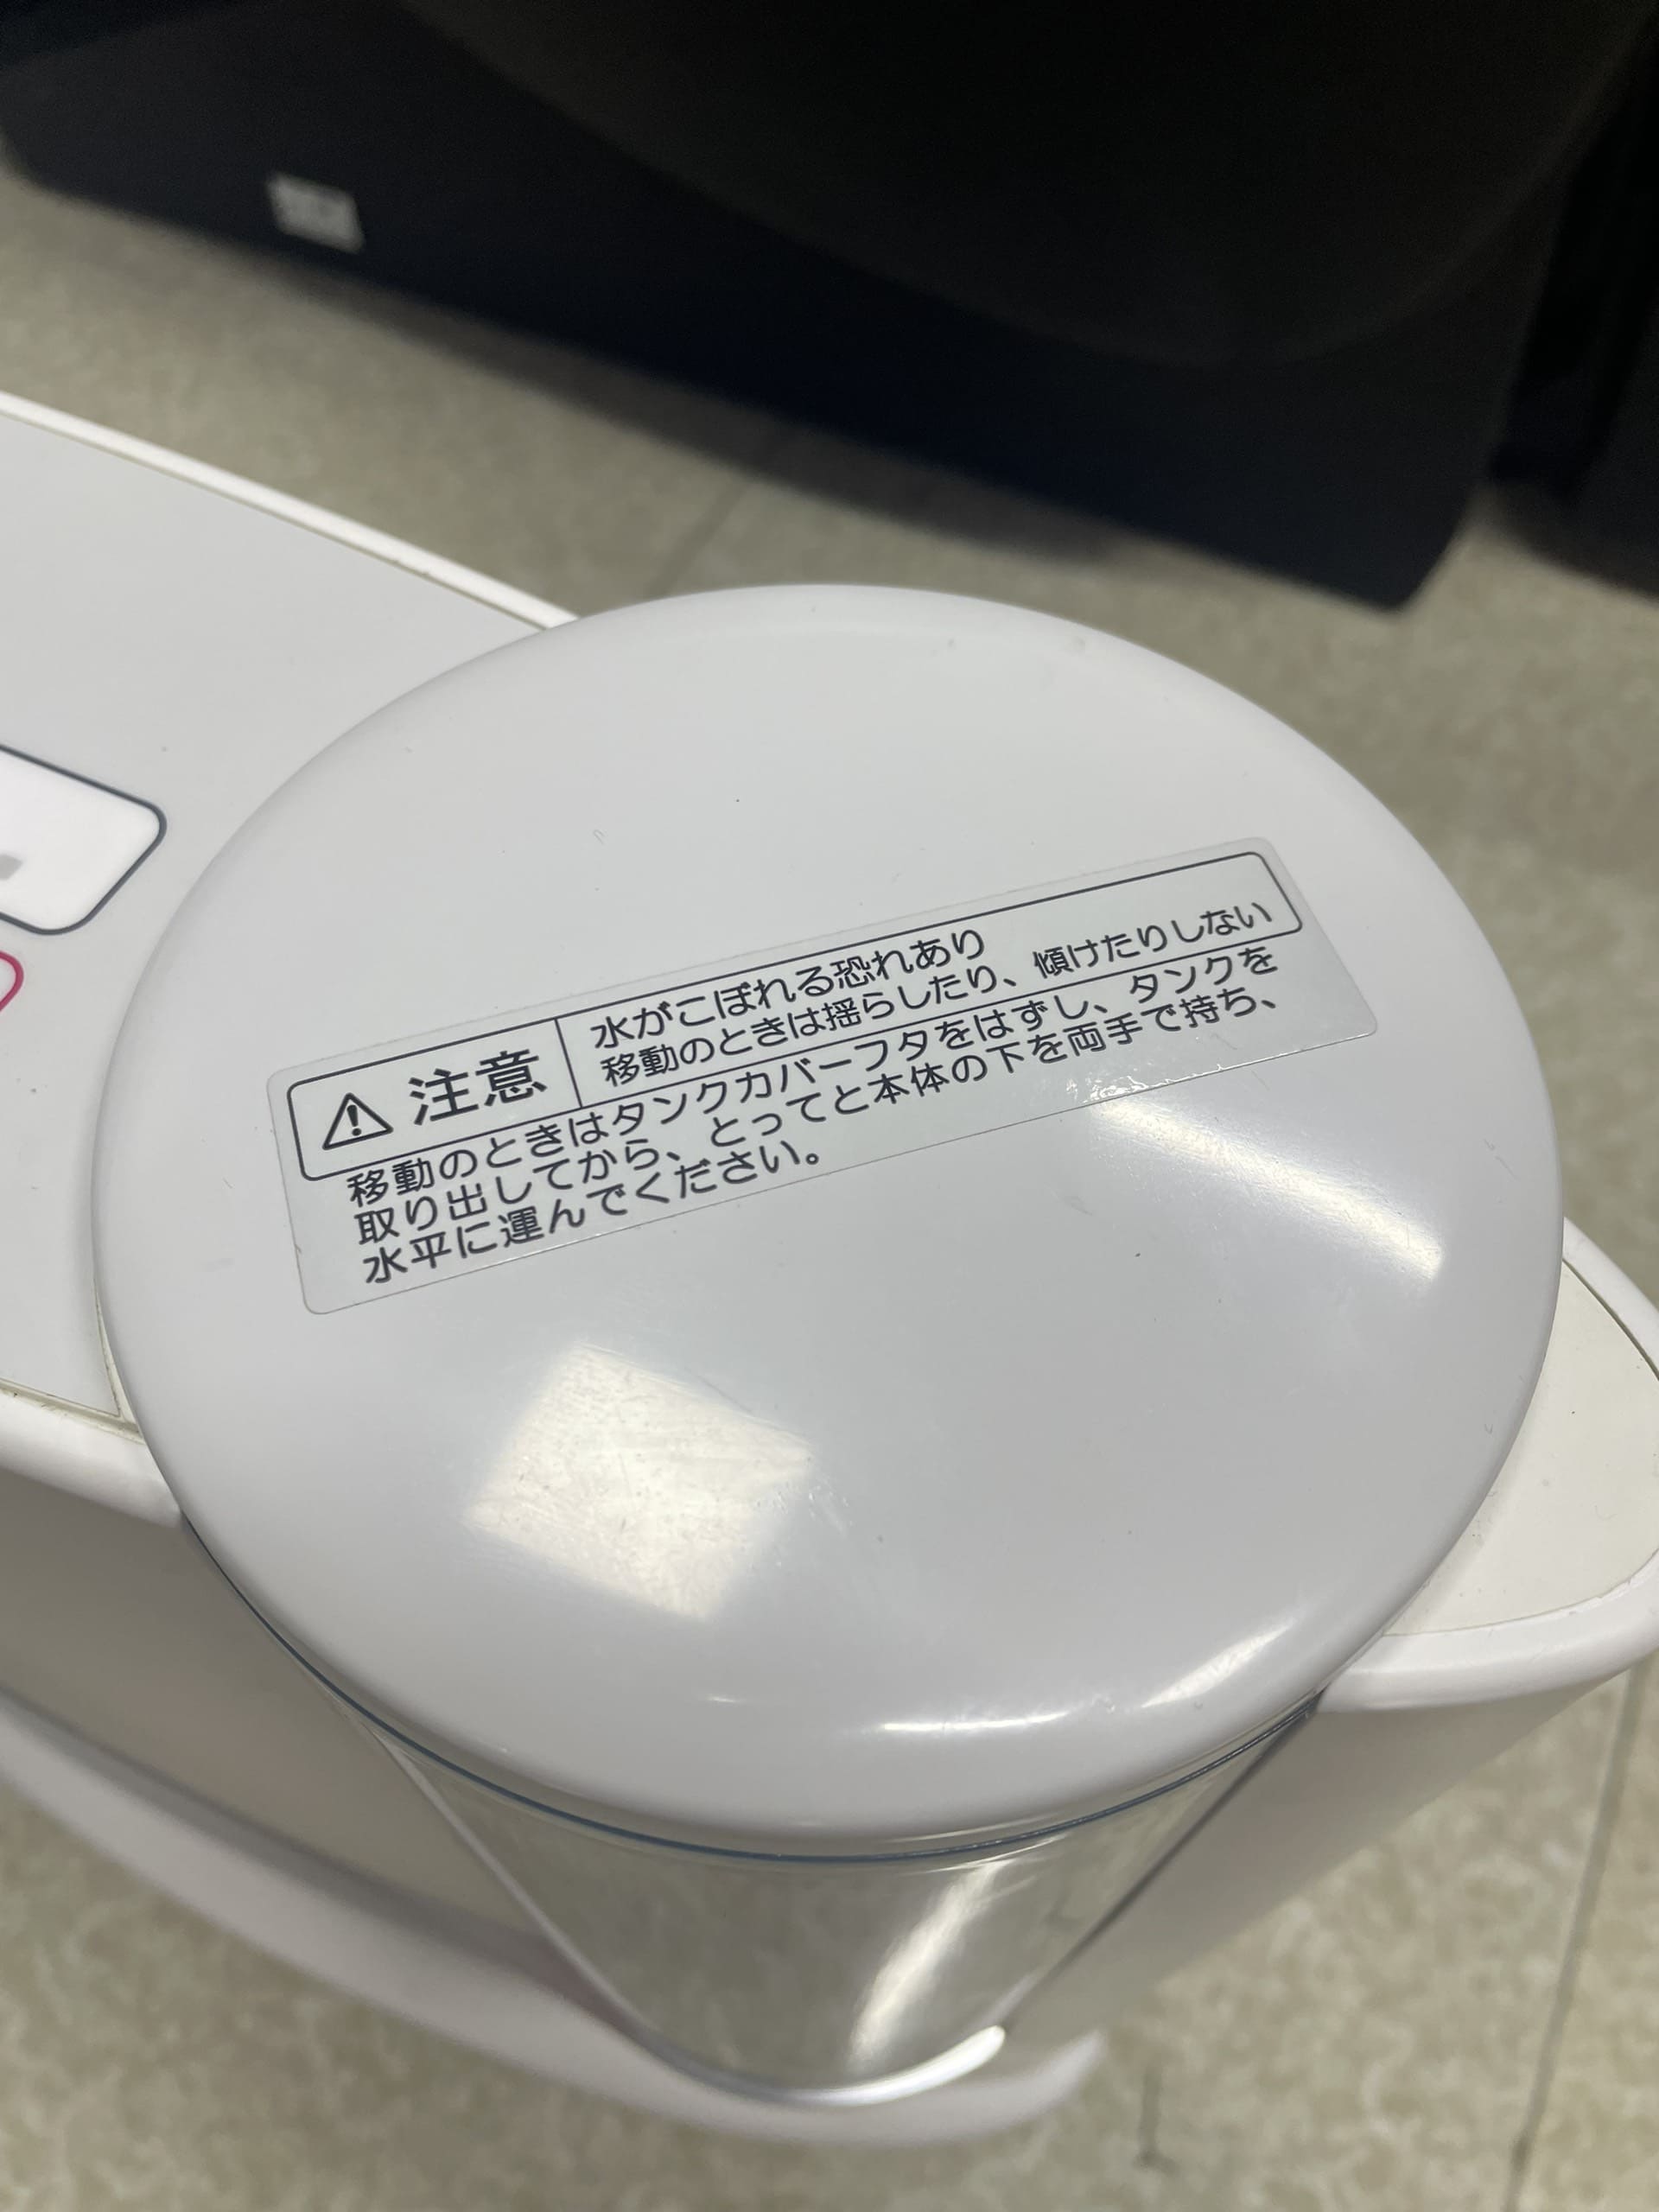 注意
水がこぼれる恐れあり
移動のときは揺らしたり、傾けたりしない
移動のときはタンクカバーフタをはずし、タンクを
取り出してから、とってと本体の下を両手で持ち、
水平に運んでください。